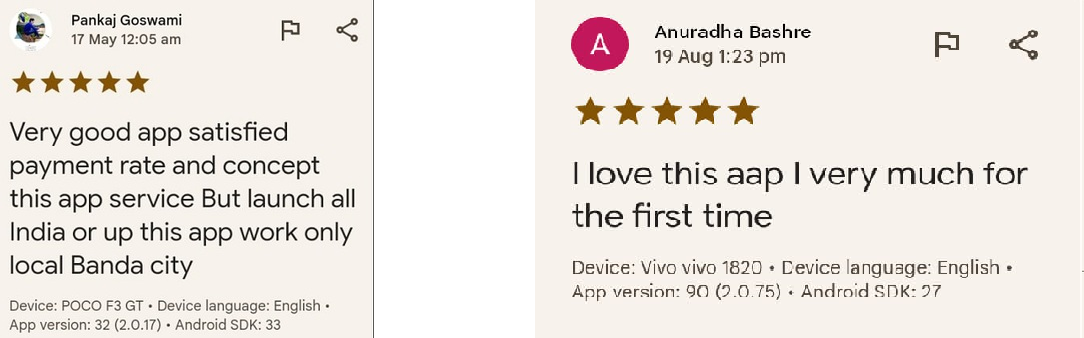 Pankaj Goswami
17 May 12:05 am
Very good app satisfied
payment rate and concept
this app service But launch all
India or up this app work only
local Banda city
Device: POCO F3 GT • Device language: English •
App version: 32 (2.0.17) • Android SDK: 33
A
Anuradha Bashre
19 Aug 1:23 pm
I love this aap I very much for
the first time
Device: Vivo vivo 1820 • Device language: English •
App version: 90 (2.0.75) • Android SDK: 27